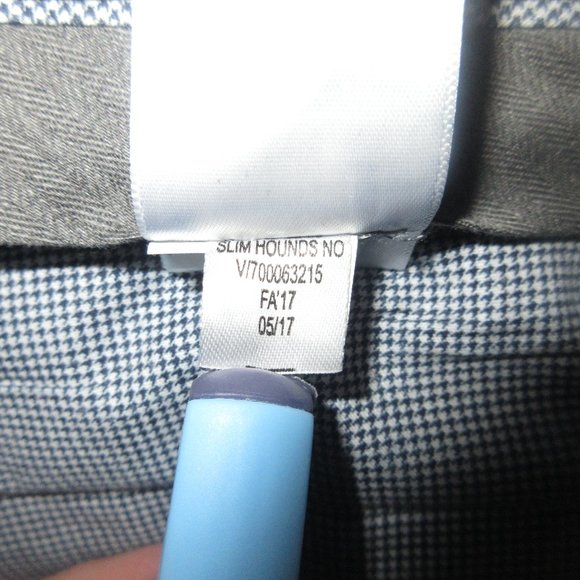 SLIM HOUNDS NO
V/700063215
FA'17
05/17